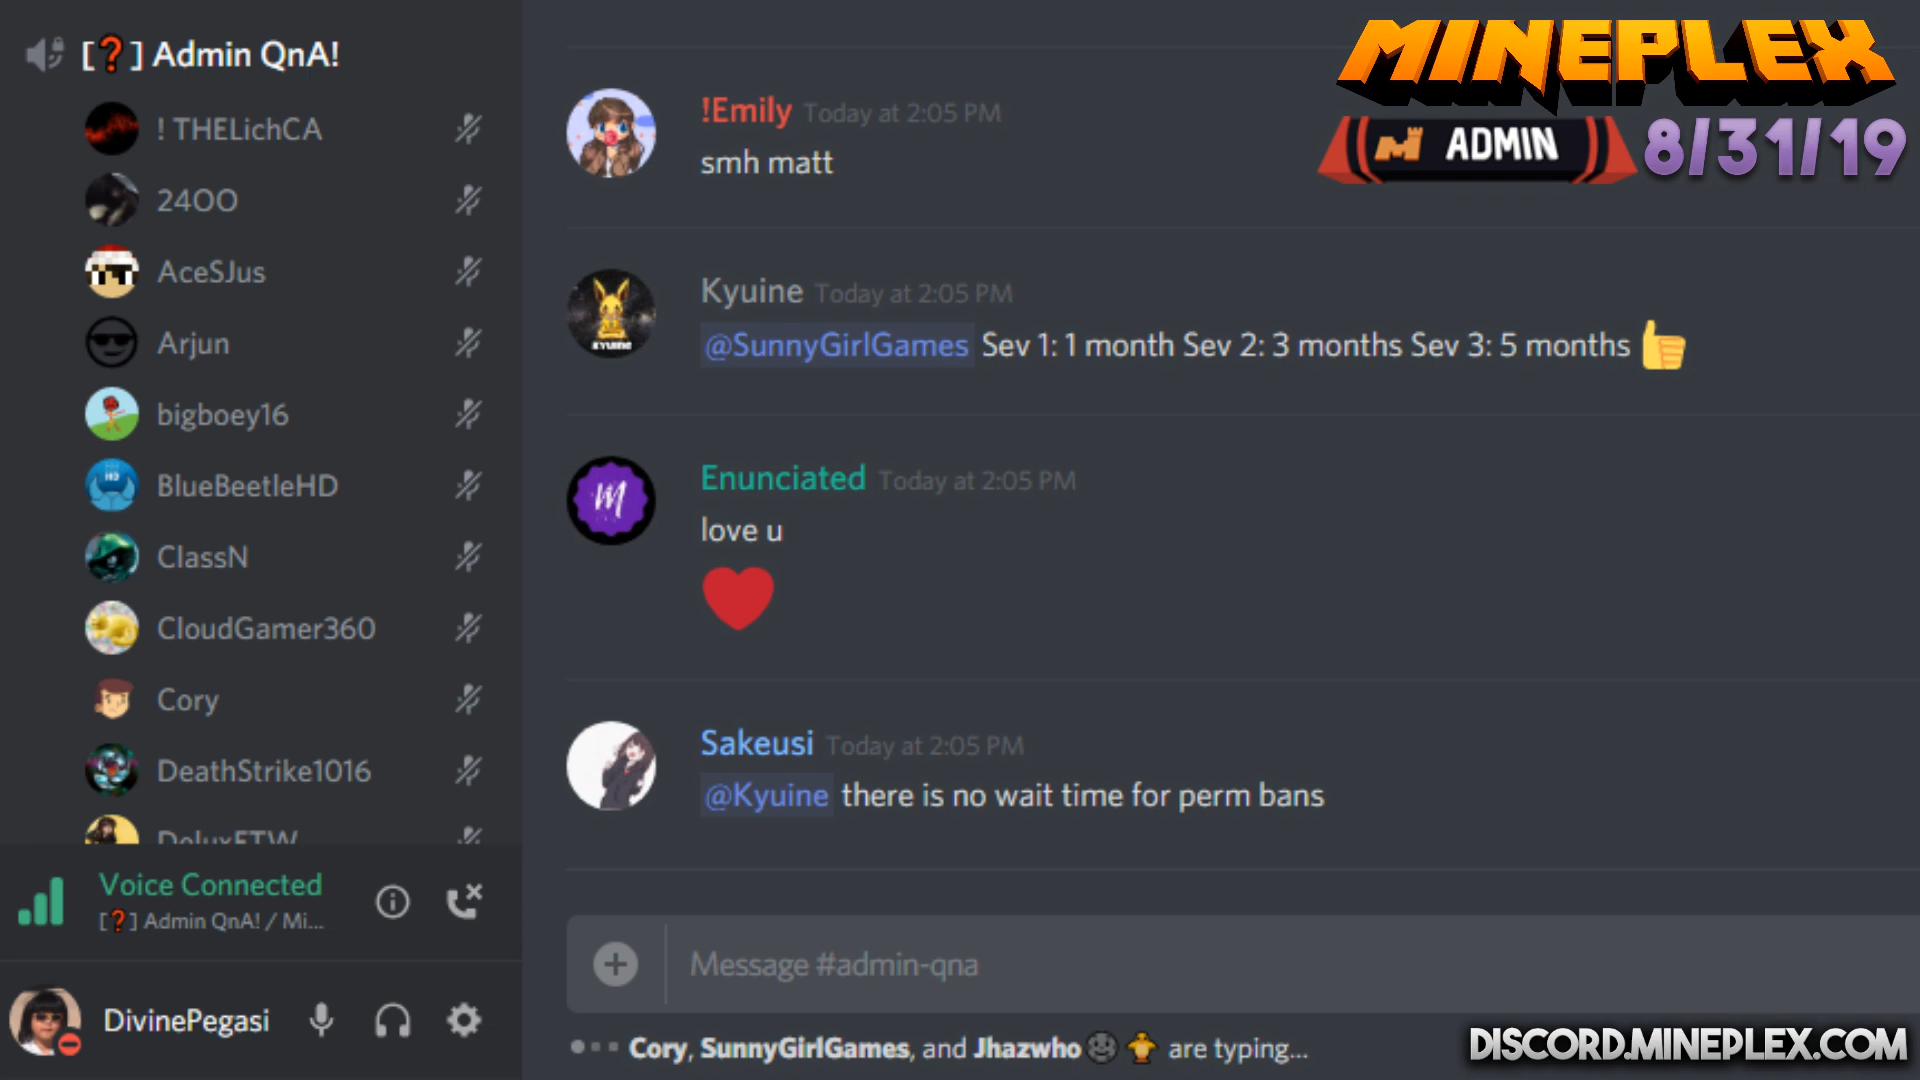 [❓] Admin QnA!
! THELichCA
24OO
AceSJus
Arjun
bigboey16
BlueBeetleHD
ClassN
CloudGamer360
Cory
DeathStrike1016
DeluxFTW
Voice Connected
[❓] Admin QnA! / Mi...
DivinePegasi
!Emily Today at 2:05 PM
smh matt
Kyuine Today at 2:05 PM
@SunnyGirlGames Sev 1: 1 month Sev 2: 3 months Sev 3: 5 months 👍
KYUINE
Enunciated Today at 2:05 PM
love u
❤️
Sakeusi Today at 2:05 PM
@Kyuine there is no wait time for perm bans
Message #admin-qna
Cory, SunnyGirlGames, and Jhazwho are typing...
MINEPLEX
ADMIN 8/31/19
DISCORD.MINEPLEX.COM